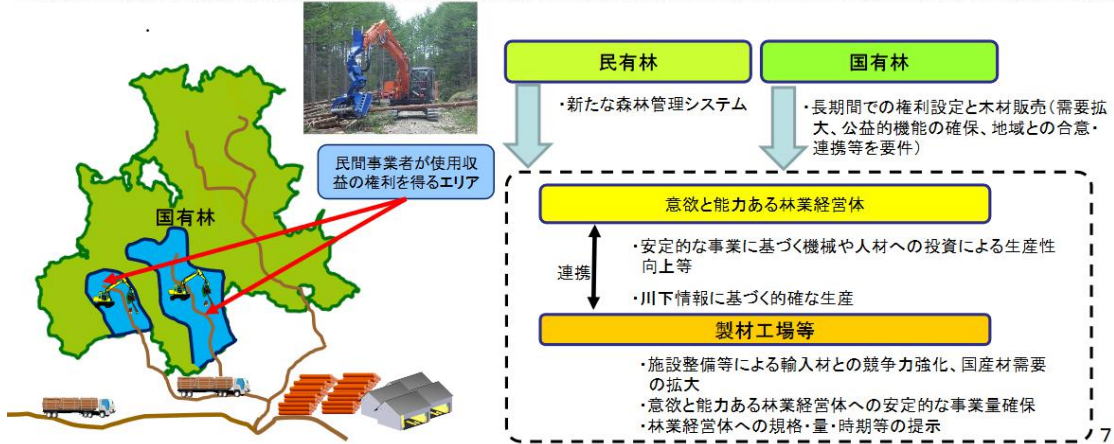 民有林
国有林
・新たな森林管理システム
・長期間での権利設定と木材販売(需要拡
大、公益的機能の確保、地域との合意・
連携等を要件)
民間事業者が使用収
益の権利を得るエリア
国有林
意欲と能力ある林業経営体
連携
・安定的な事業に基づく機械や人材への投資による生産性
向上等
・川下情報に基づく的確な生産
製材工場等
・施設整備等による輸入材との競争力強化、国産材需要
の拡大
・意欲と能力ある林業経営体への安定的な事業量確保
・林業経営体への規格・量・時期等の提示
7